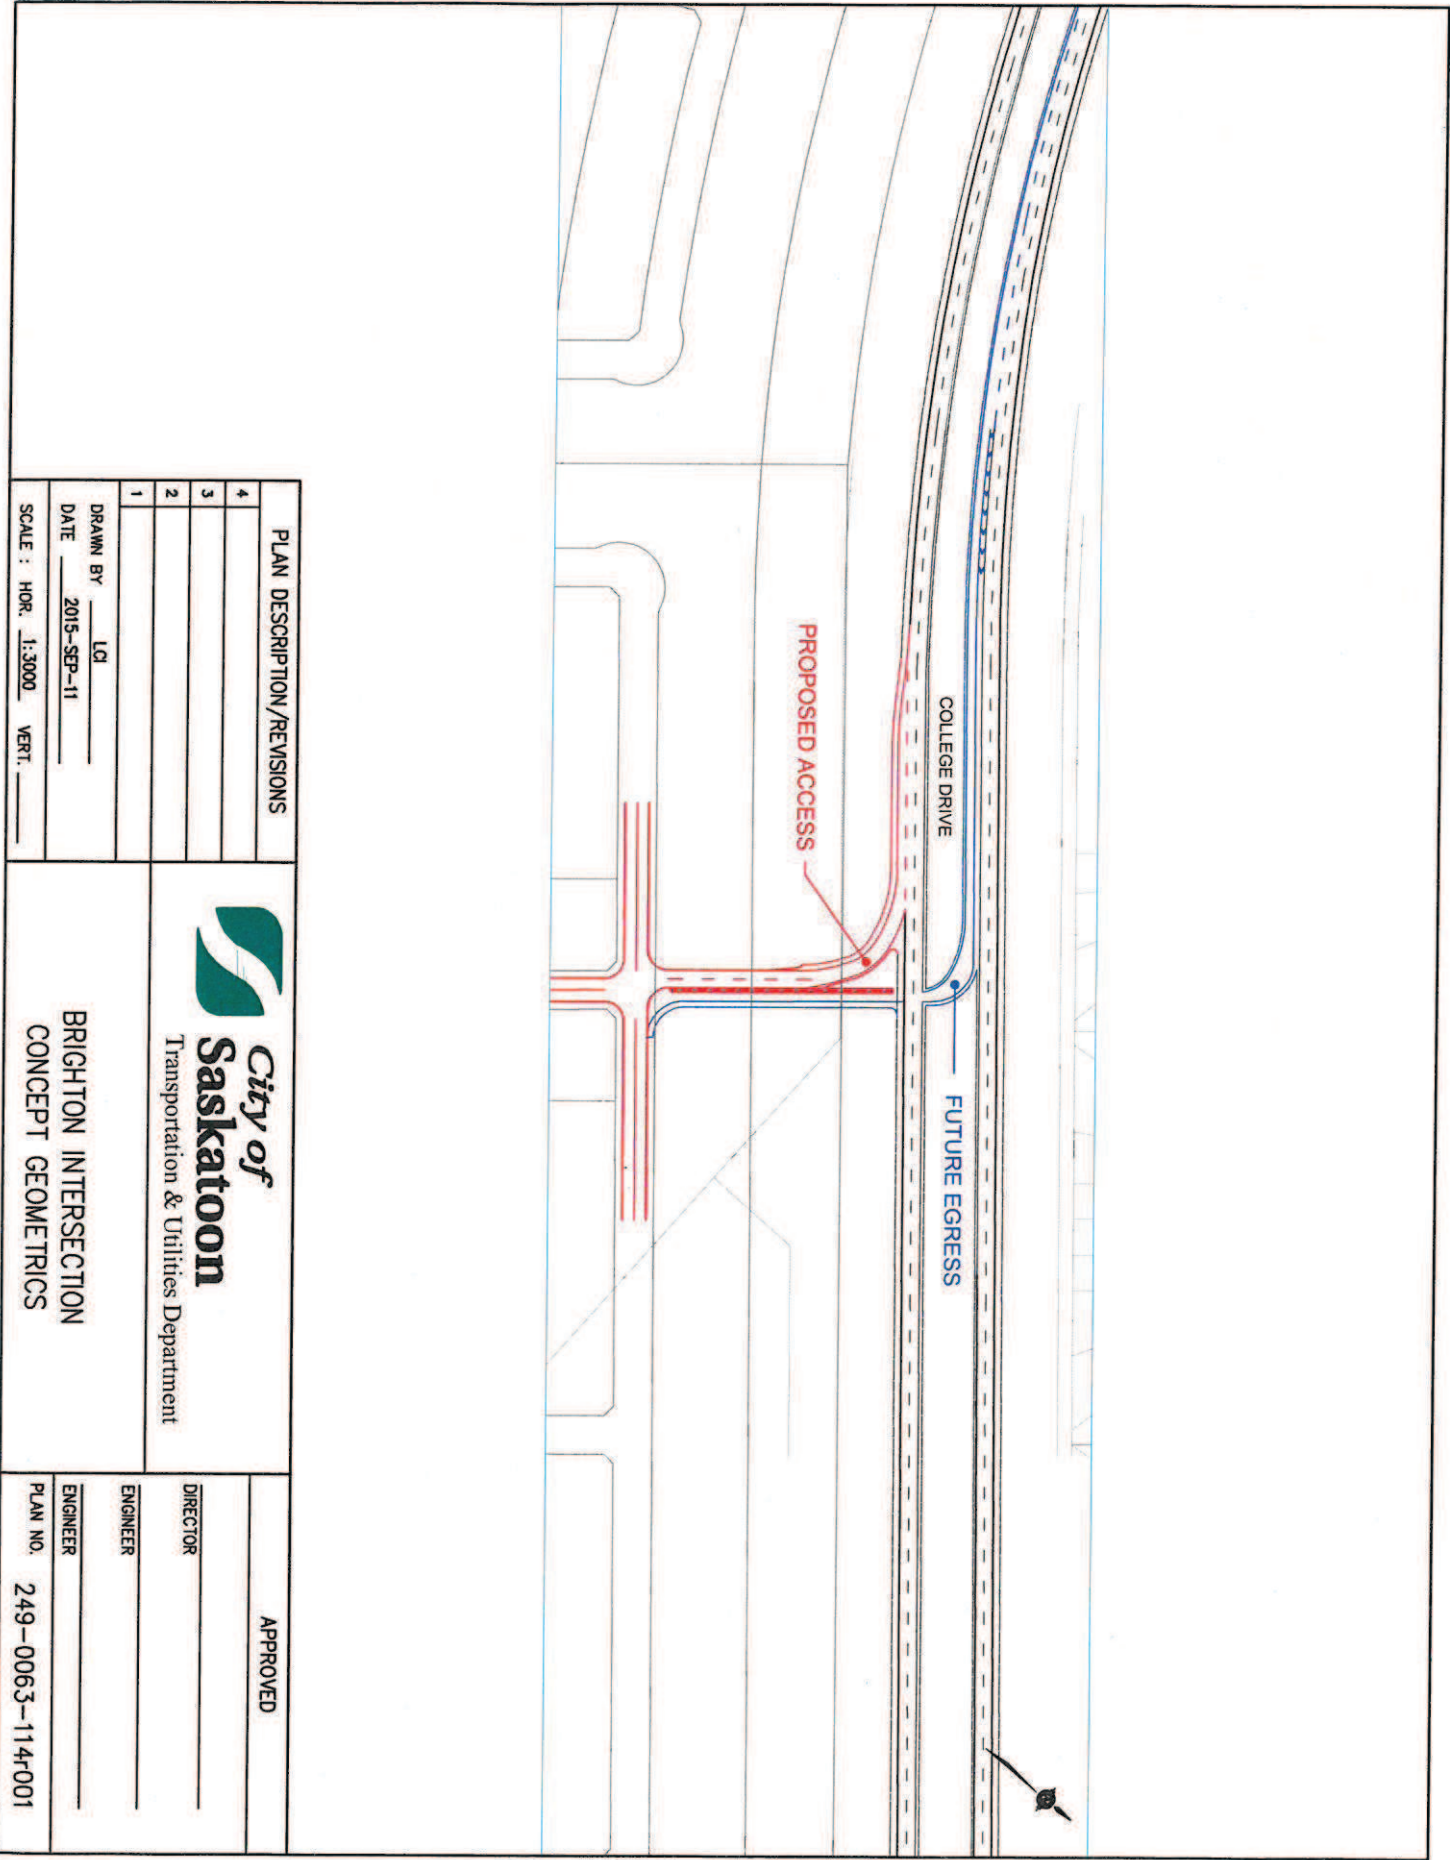 PROPOSED ACCESS
COLLEGE DRIVE
FUTURE EGRESS
PLAN DESCRIPTION/REVISIONS
4
3
2
1
DRAWN BY LCI
DATE 2015-SEP-11
SCALE : HOR. 1:3000 VERT.
City of
Saskatoon
Transportation & Utilities Department
BRIGHTON INTERSECTION
CONCEPT GEOMETRICS
APPROVED
DIRECTOR
ENGINEER
ENGINEER
PLAN NO. 249-0063-114r001